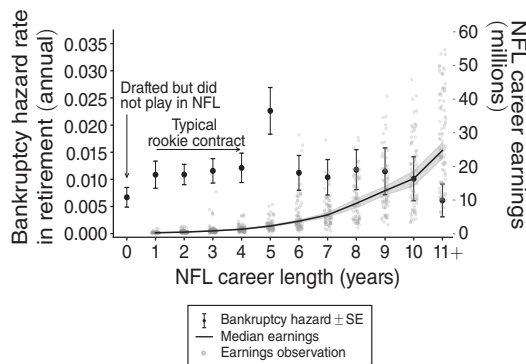 Bankruptcy hazard rate
in retirement (annual)
0.035
0.030
0.025
0.020
0.015
0.010
0.005
0.000
Drafted but did
not play in NFL
Typical
rookie contract
60
50
40
30
20
10
0
NFL career earnings
(millions)
0 1 2 3 4 5 6 7 8 9 10 11+
NFL career length (years)
Bankruptcy hazard ±SE
Median earnings
Earnings observation